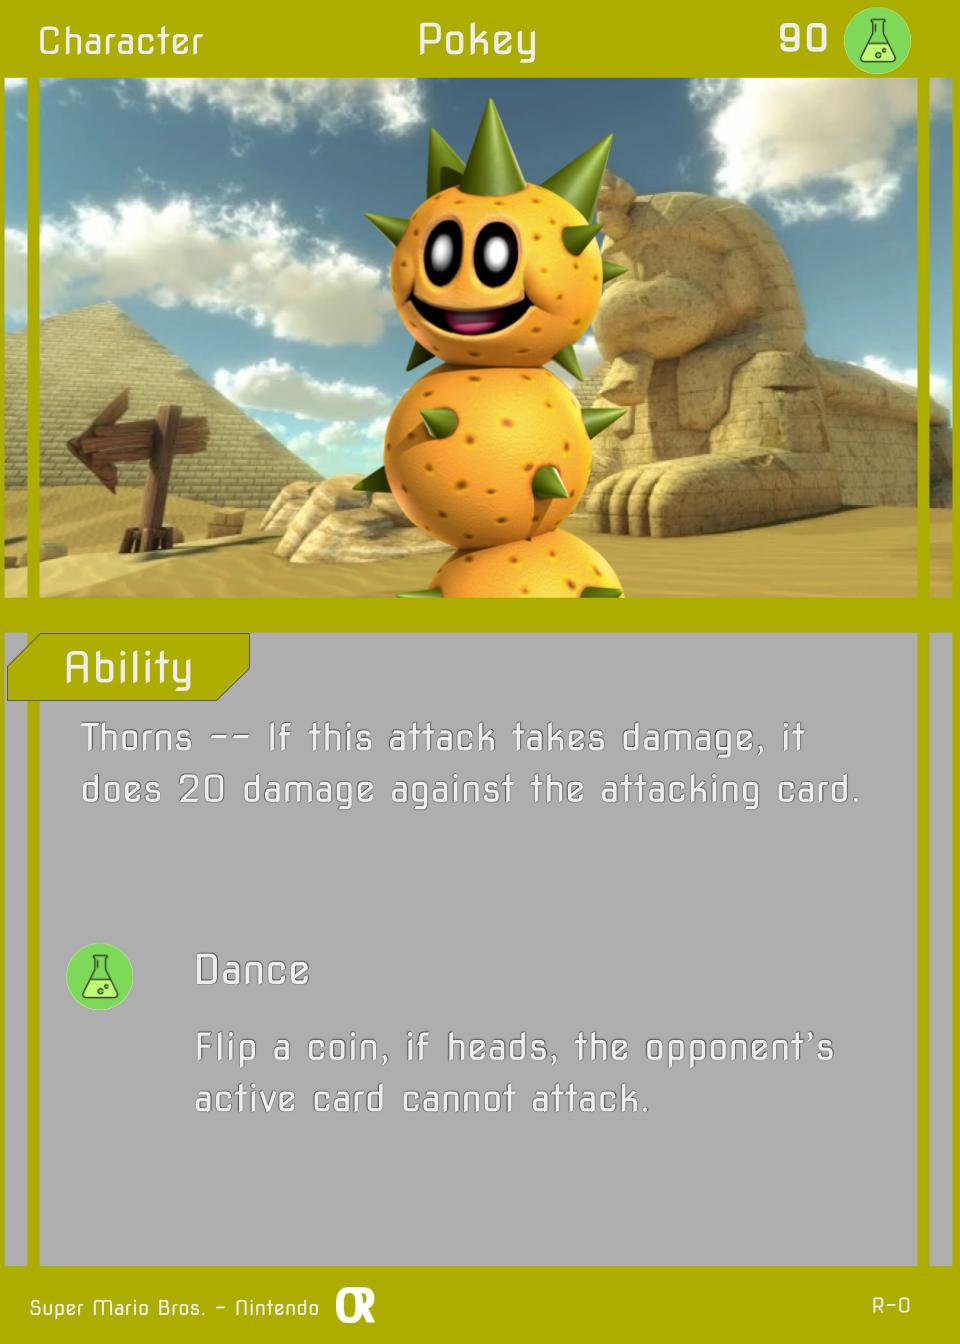 Character Pokey 90
Ability
Thorns -- If this attack takes damage, it
does 20 damage against the attacking card.
Dance
Flip a coin, if heads, the opponent's
active card cannot attack.
Super Mario Bros. - Nintendo OR R-0